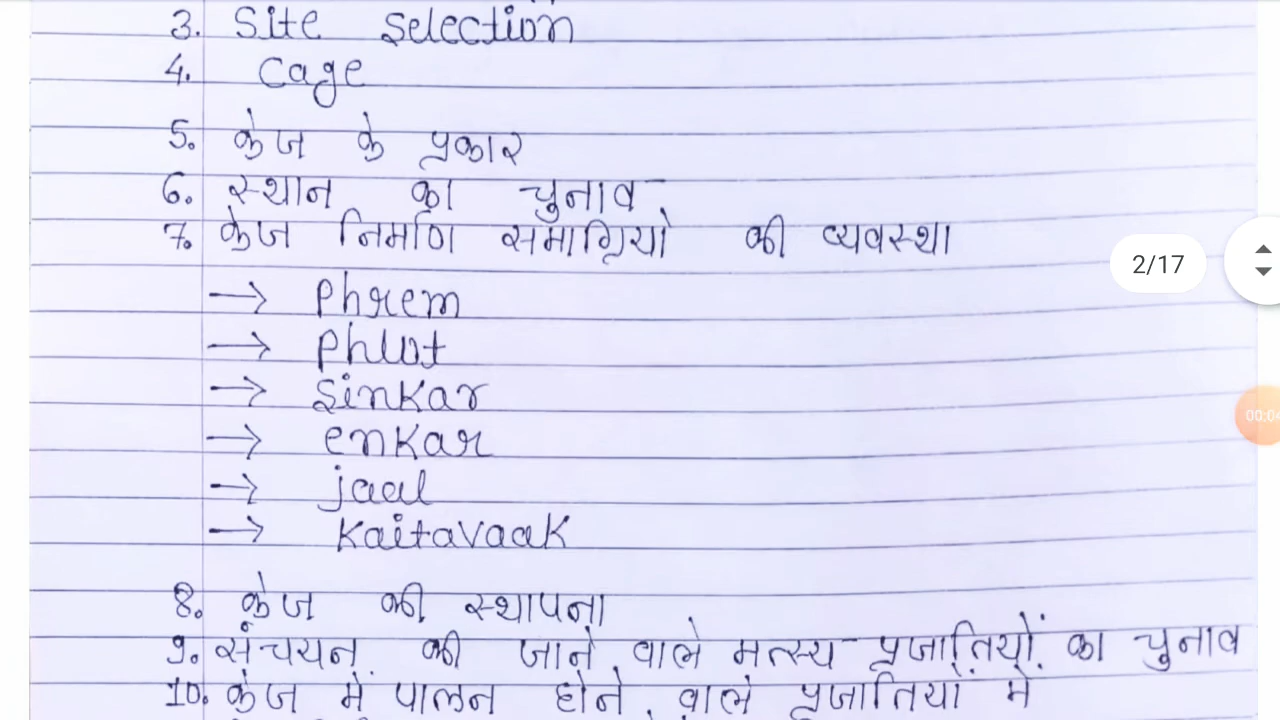 3. Site Selection
4. Cage
5. केज के प्रकार
6. स्थान का चुनाव
7. केज निर्माण समाग्रियो की व्यवस्था
→ Phrem
→ Phlot
→ Sinkar
→ enkar
→ jaal
→ Kaitavaak
8. केज की स्थापना
9. संचयन की जाने वाले मत्स्य प्रजातियों का चुनाव
10. केज में पालन होने वाले प्रजातियों में
2/17